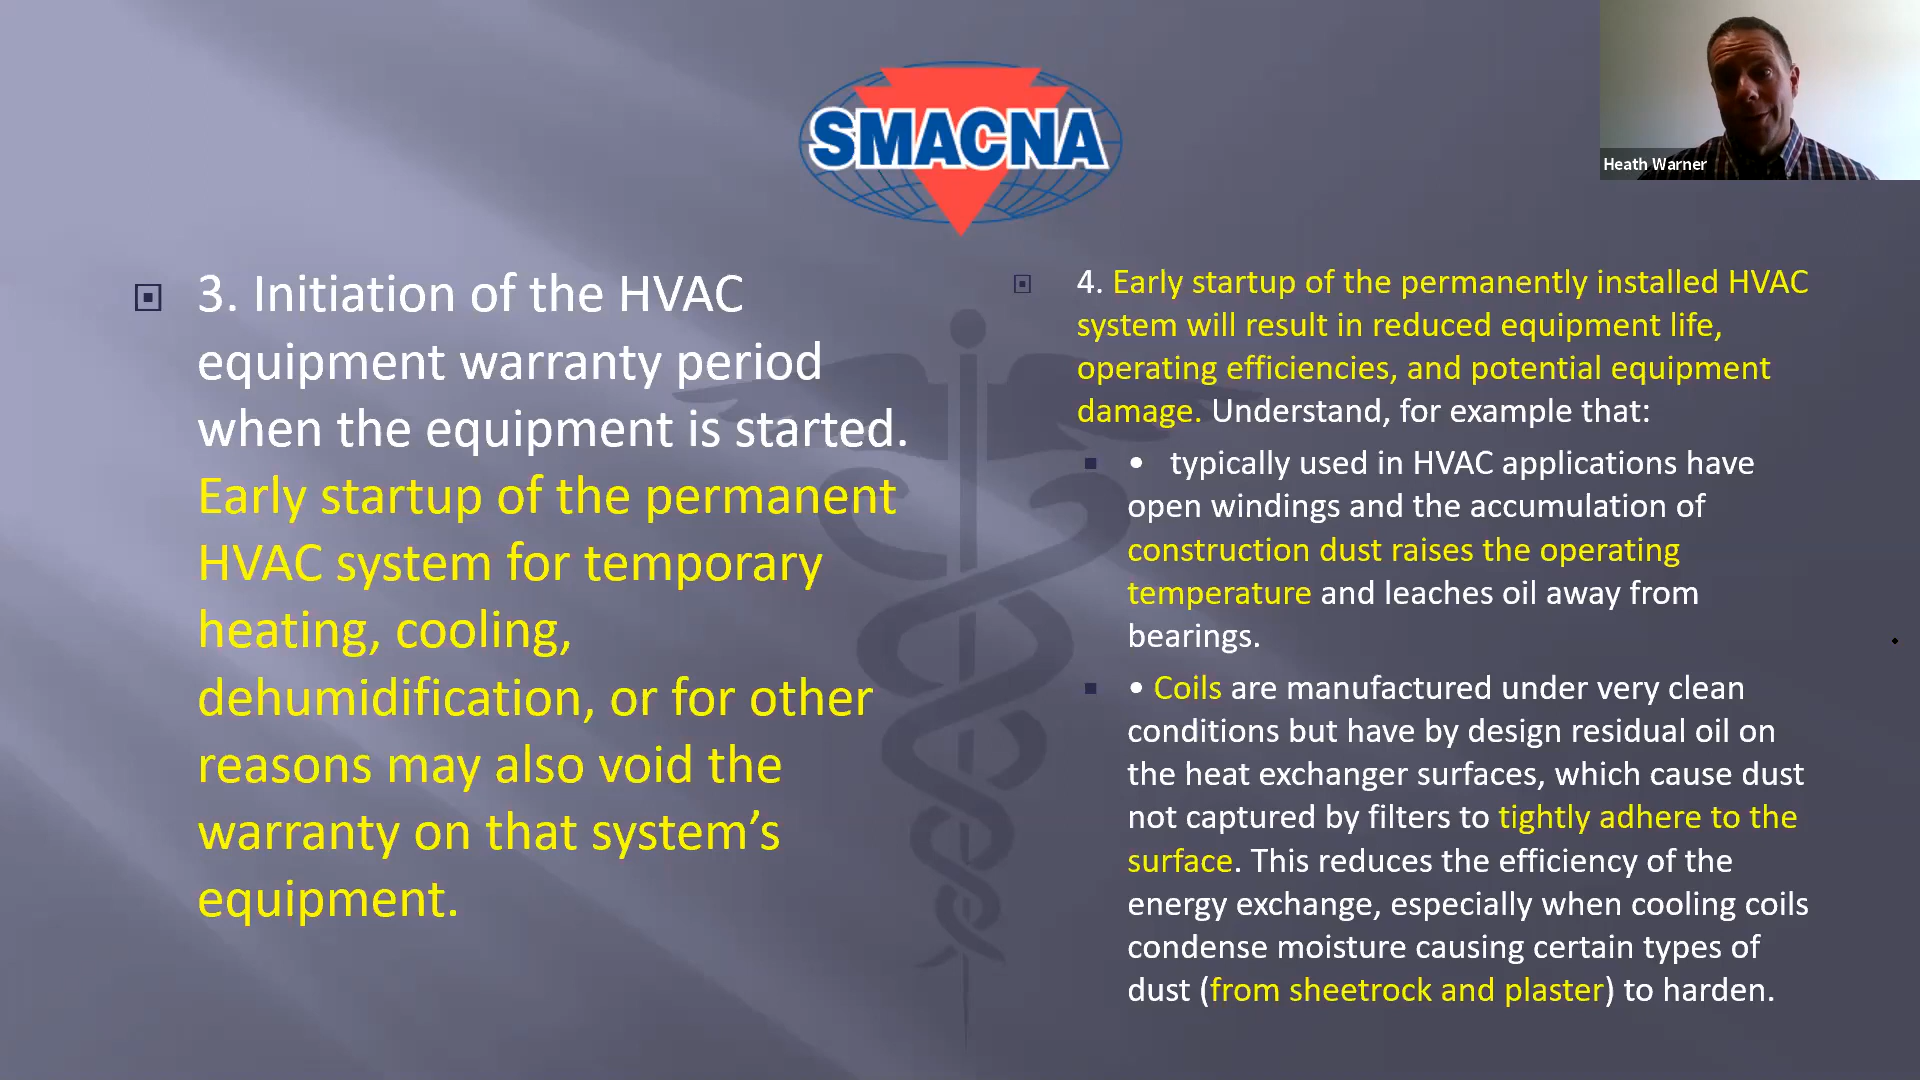 SMACNA
Heath Warner
3. Initiation of the HVAC
equipment warranty period
when the equipment is started.
Early startup of the permanent
HVAC system for temporary
heating, cooling,
dehumidification, or for other
reasons may also void the
warranty on that system’s
equipment.
4. Early startup of the permanently installed HVAC
system will result in reduced equipment life,
operating efficiencies, and potential equipment
damage. Understand, for example that:
• typically used in HVAC applications have
open windings and the accumulation of
construction dust raises the operating
temperature and leaches oil away from
bearings.
• Coils are manufactured under very clean
conditions but have by design residual oil on
the heat exchanger surfaces, which cause dust
not captured by filters to tightly adhere to the
surface. This reduces the efficiency of the
energy exchange, especially when cooling coils
condense moisture causing certain types of
dust (from sheetrock and plaster) to harden.